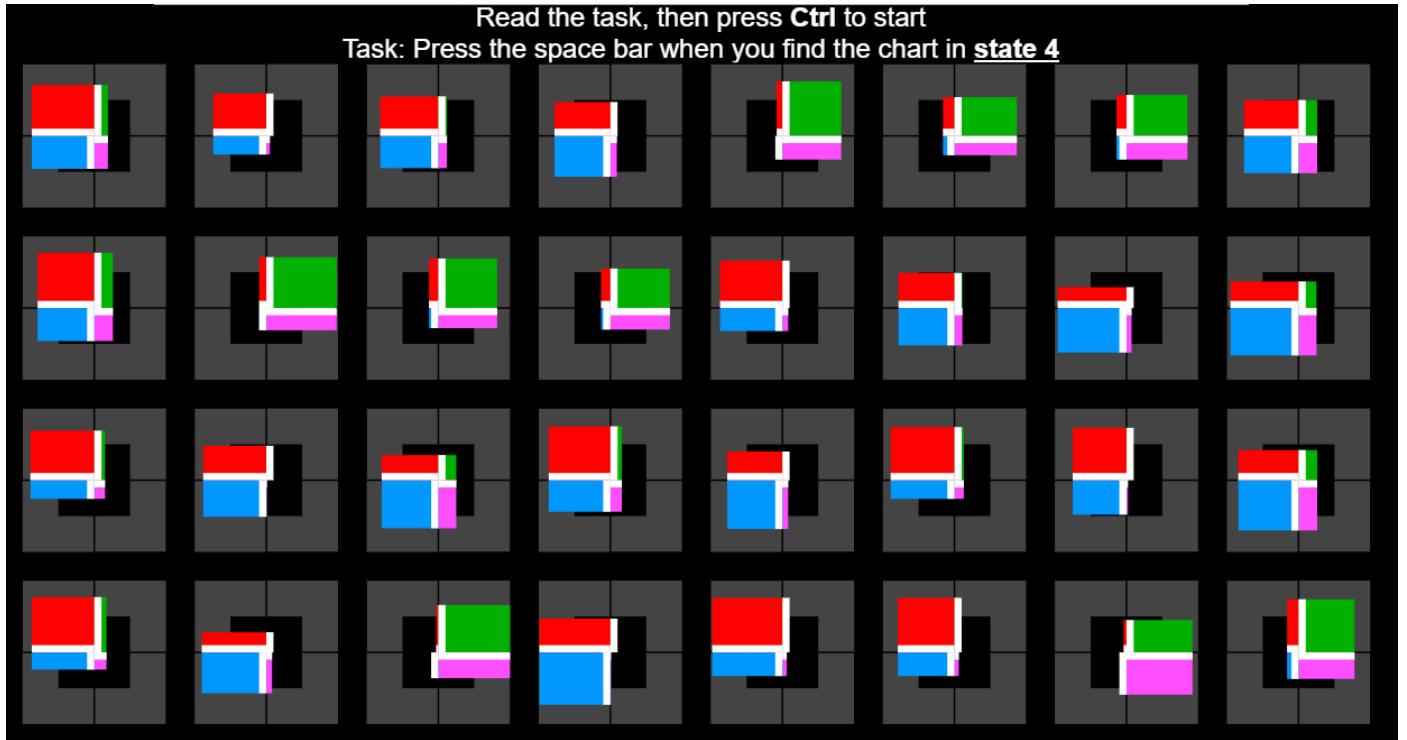 Read the task, then press Ctrl to start
Task: Press the space bar when you find the chart in state 4